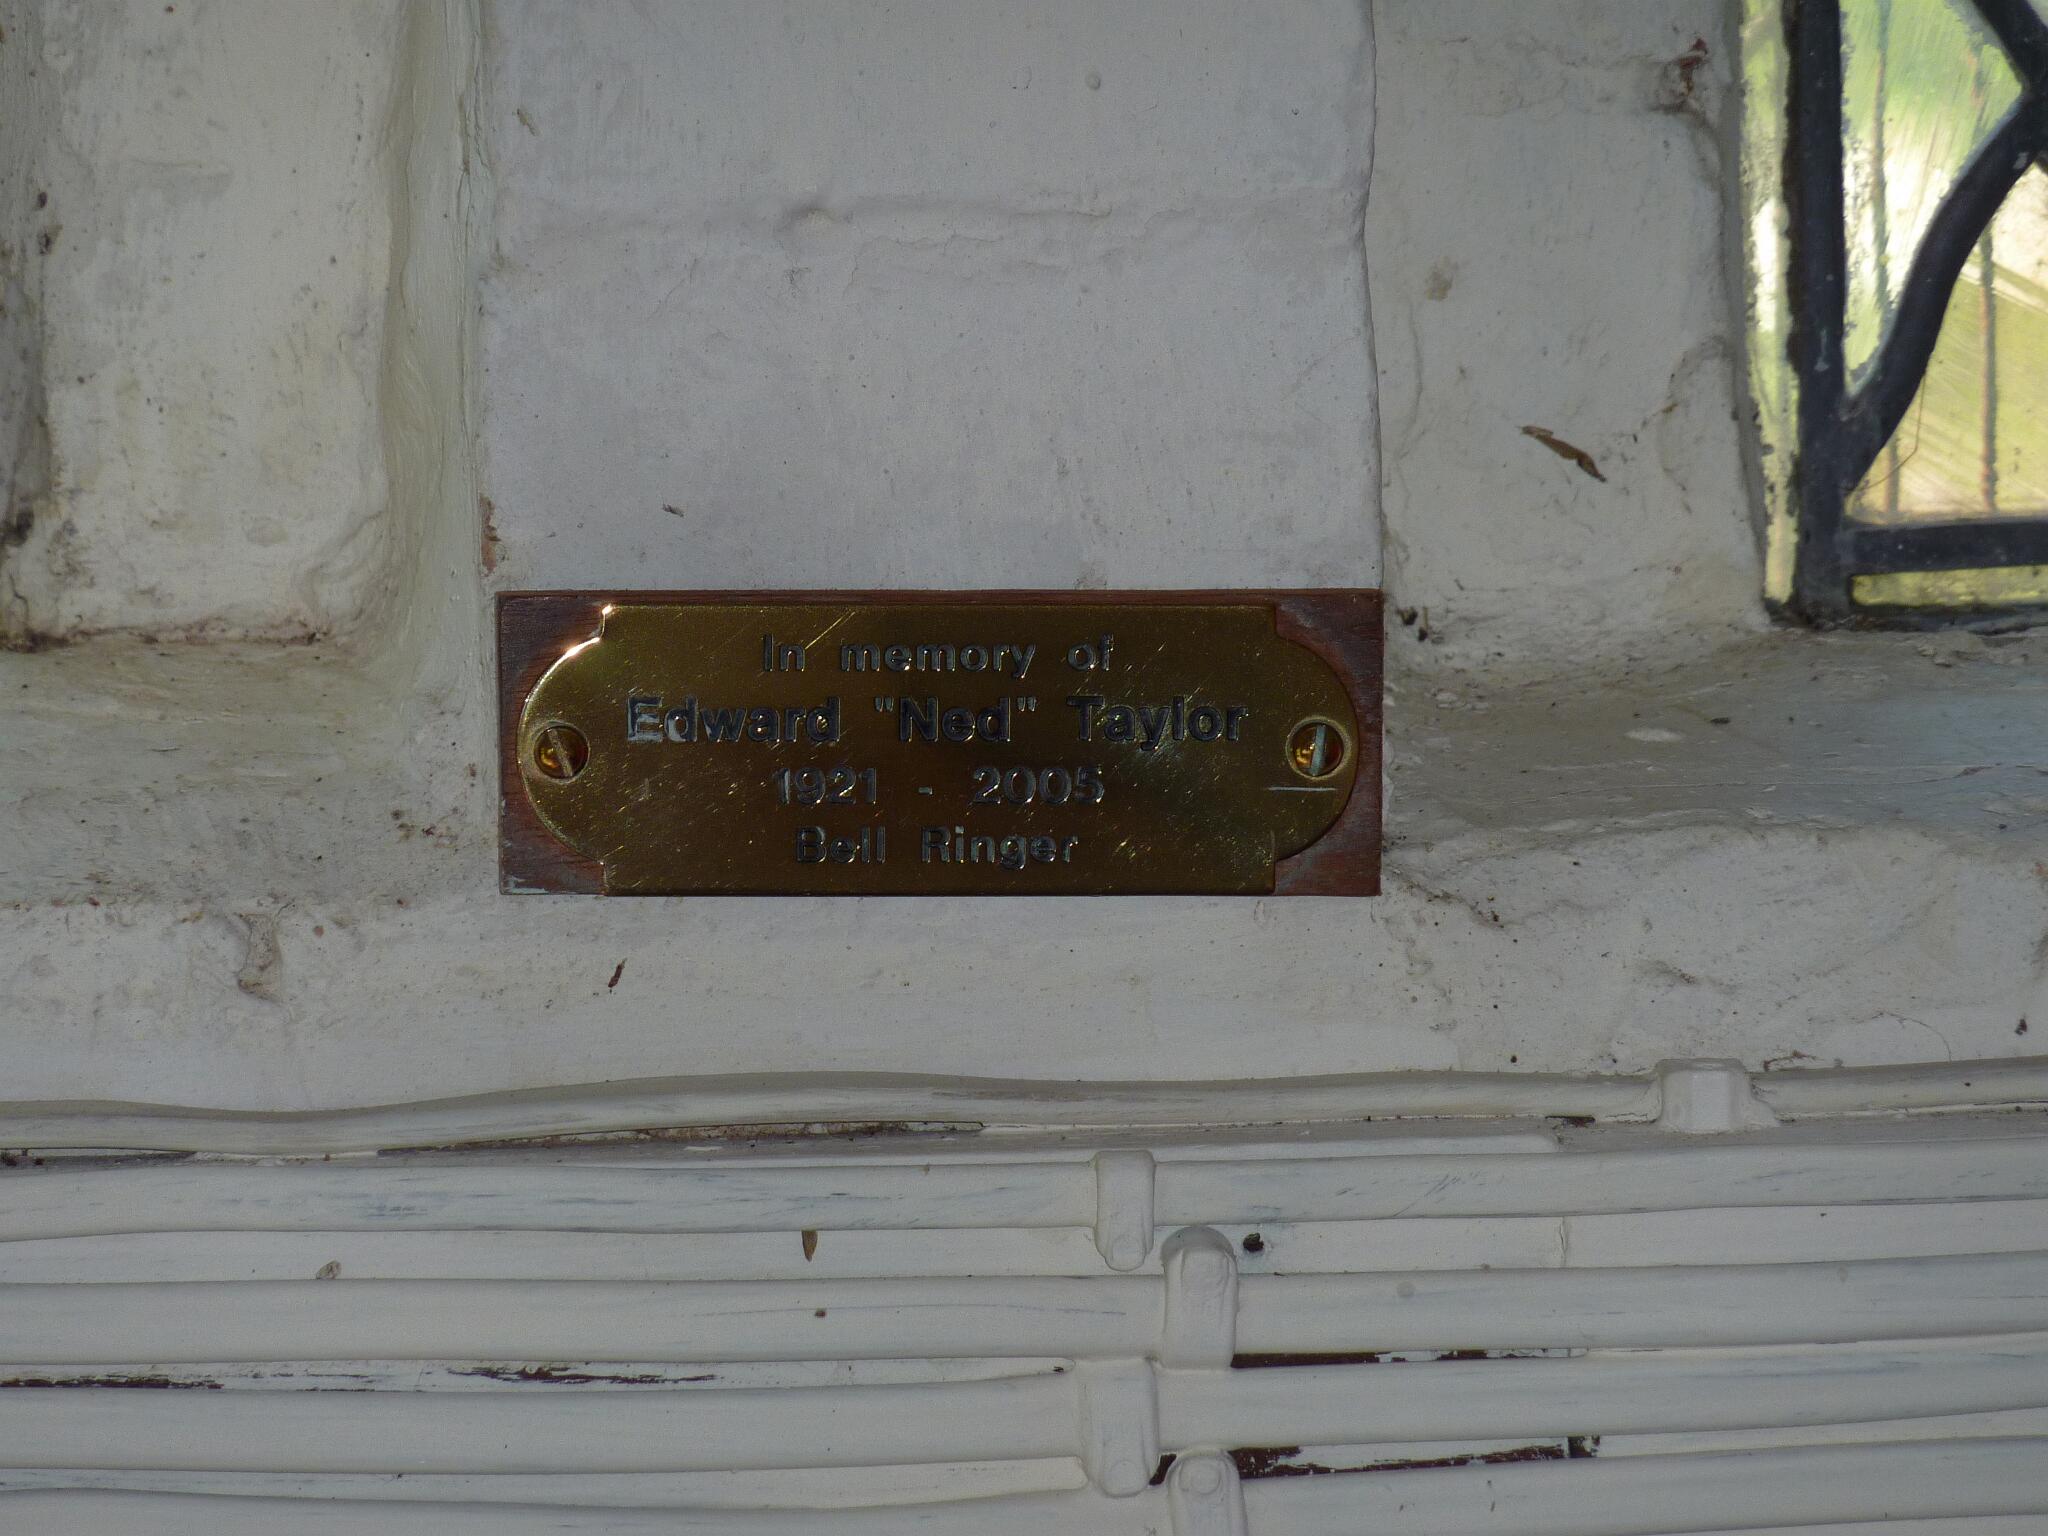 In memory of
Edward "Ned" Taylor
1921 - 2005
Bell Ringer